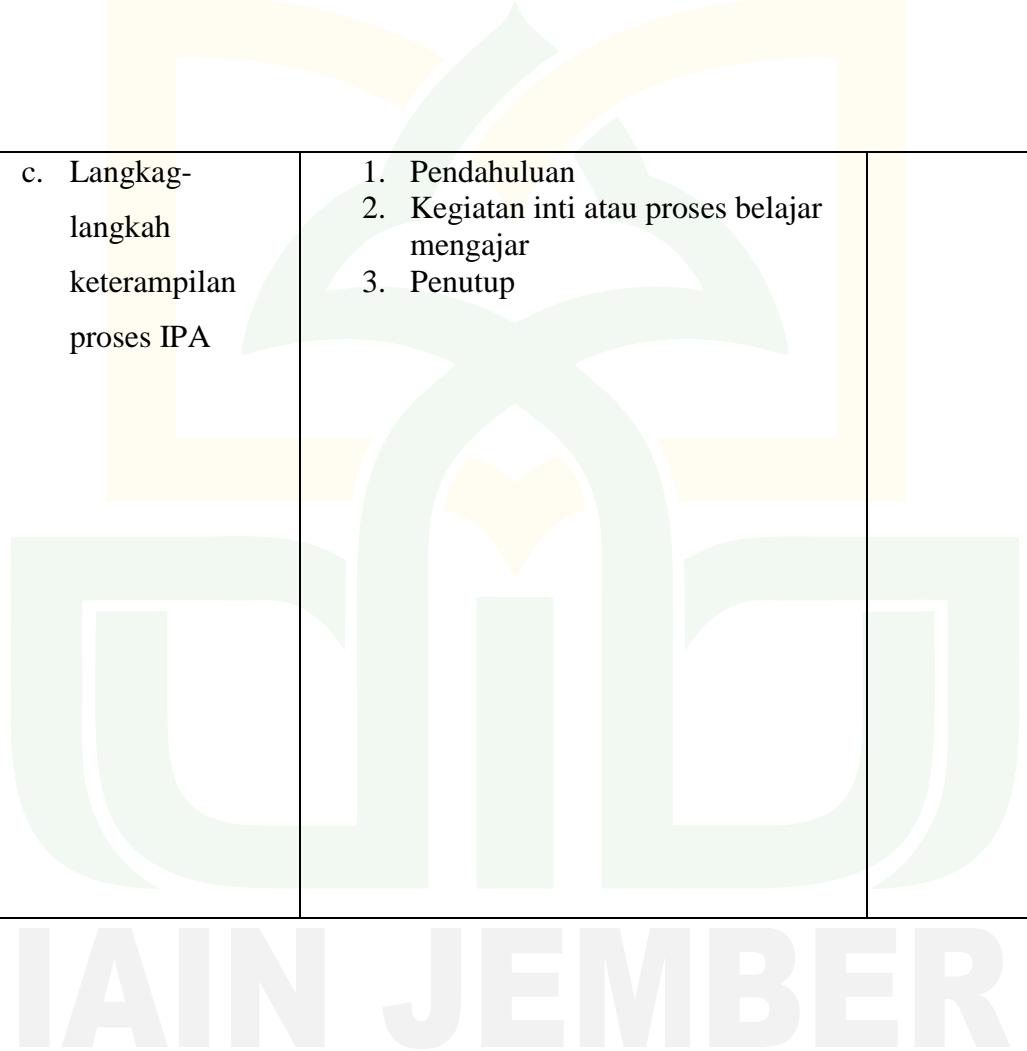 c. Langkag-
langkah
keterampilan
proses IPA
1. Pendahuluan
2. Kegiatan inti atau proses belajar
mengajar
3. Penutup
IAIN JEMBER